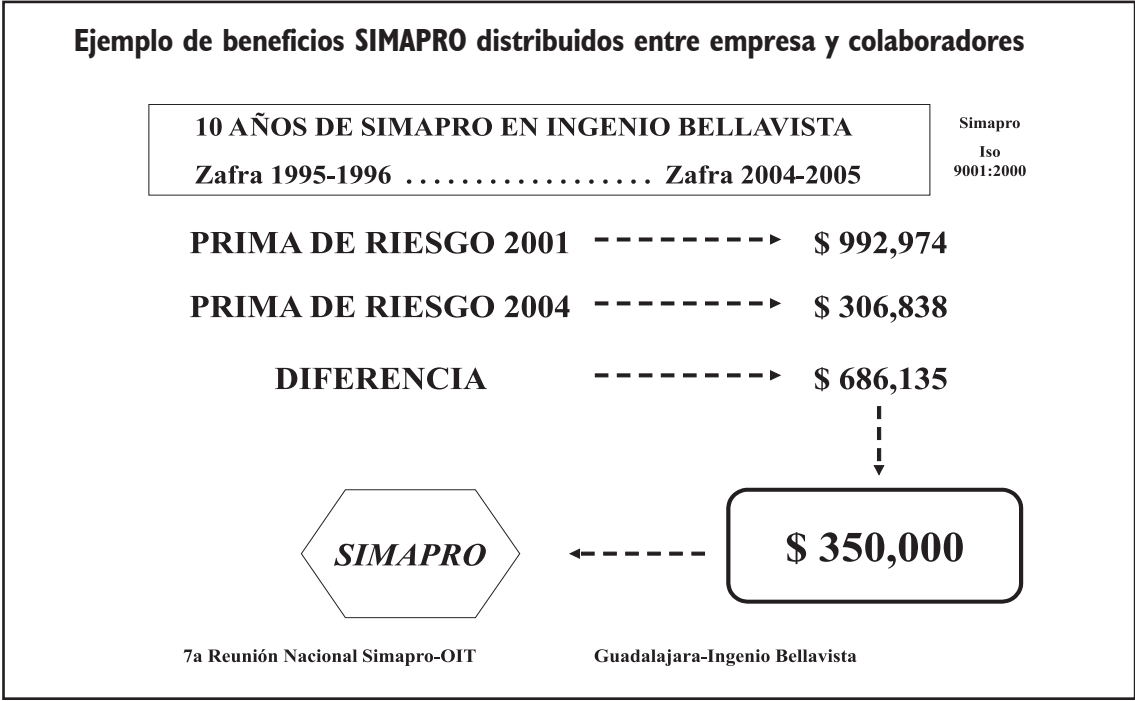 Ejemplo de beneficios SIMAPRO distribuidos entre empresa y colaboradores
10 AÑOS DE SIMAPRO EN INGENIO BELLAVISTA
Zafra 1995-1996 . . . . . . . . . . . . . . . . . . Zafra 2004-2005
Simapro
Iso
9001:2000
PRIMA DE RIESGO 2001 $ 992,974
PRIMA DE RIESGO 2004 $ 306,838
DIFERENCIA $ 686,135
$ 350,000
SIMAPRO
7a Reunión Nacional Simapro-OIT Guadalajara-Ingenio Bellavista